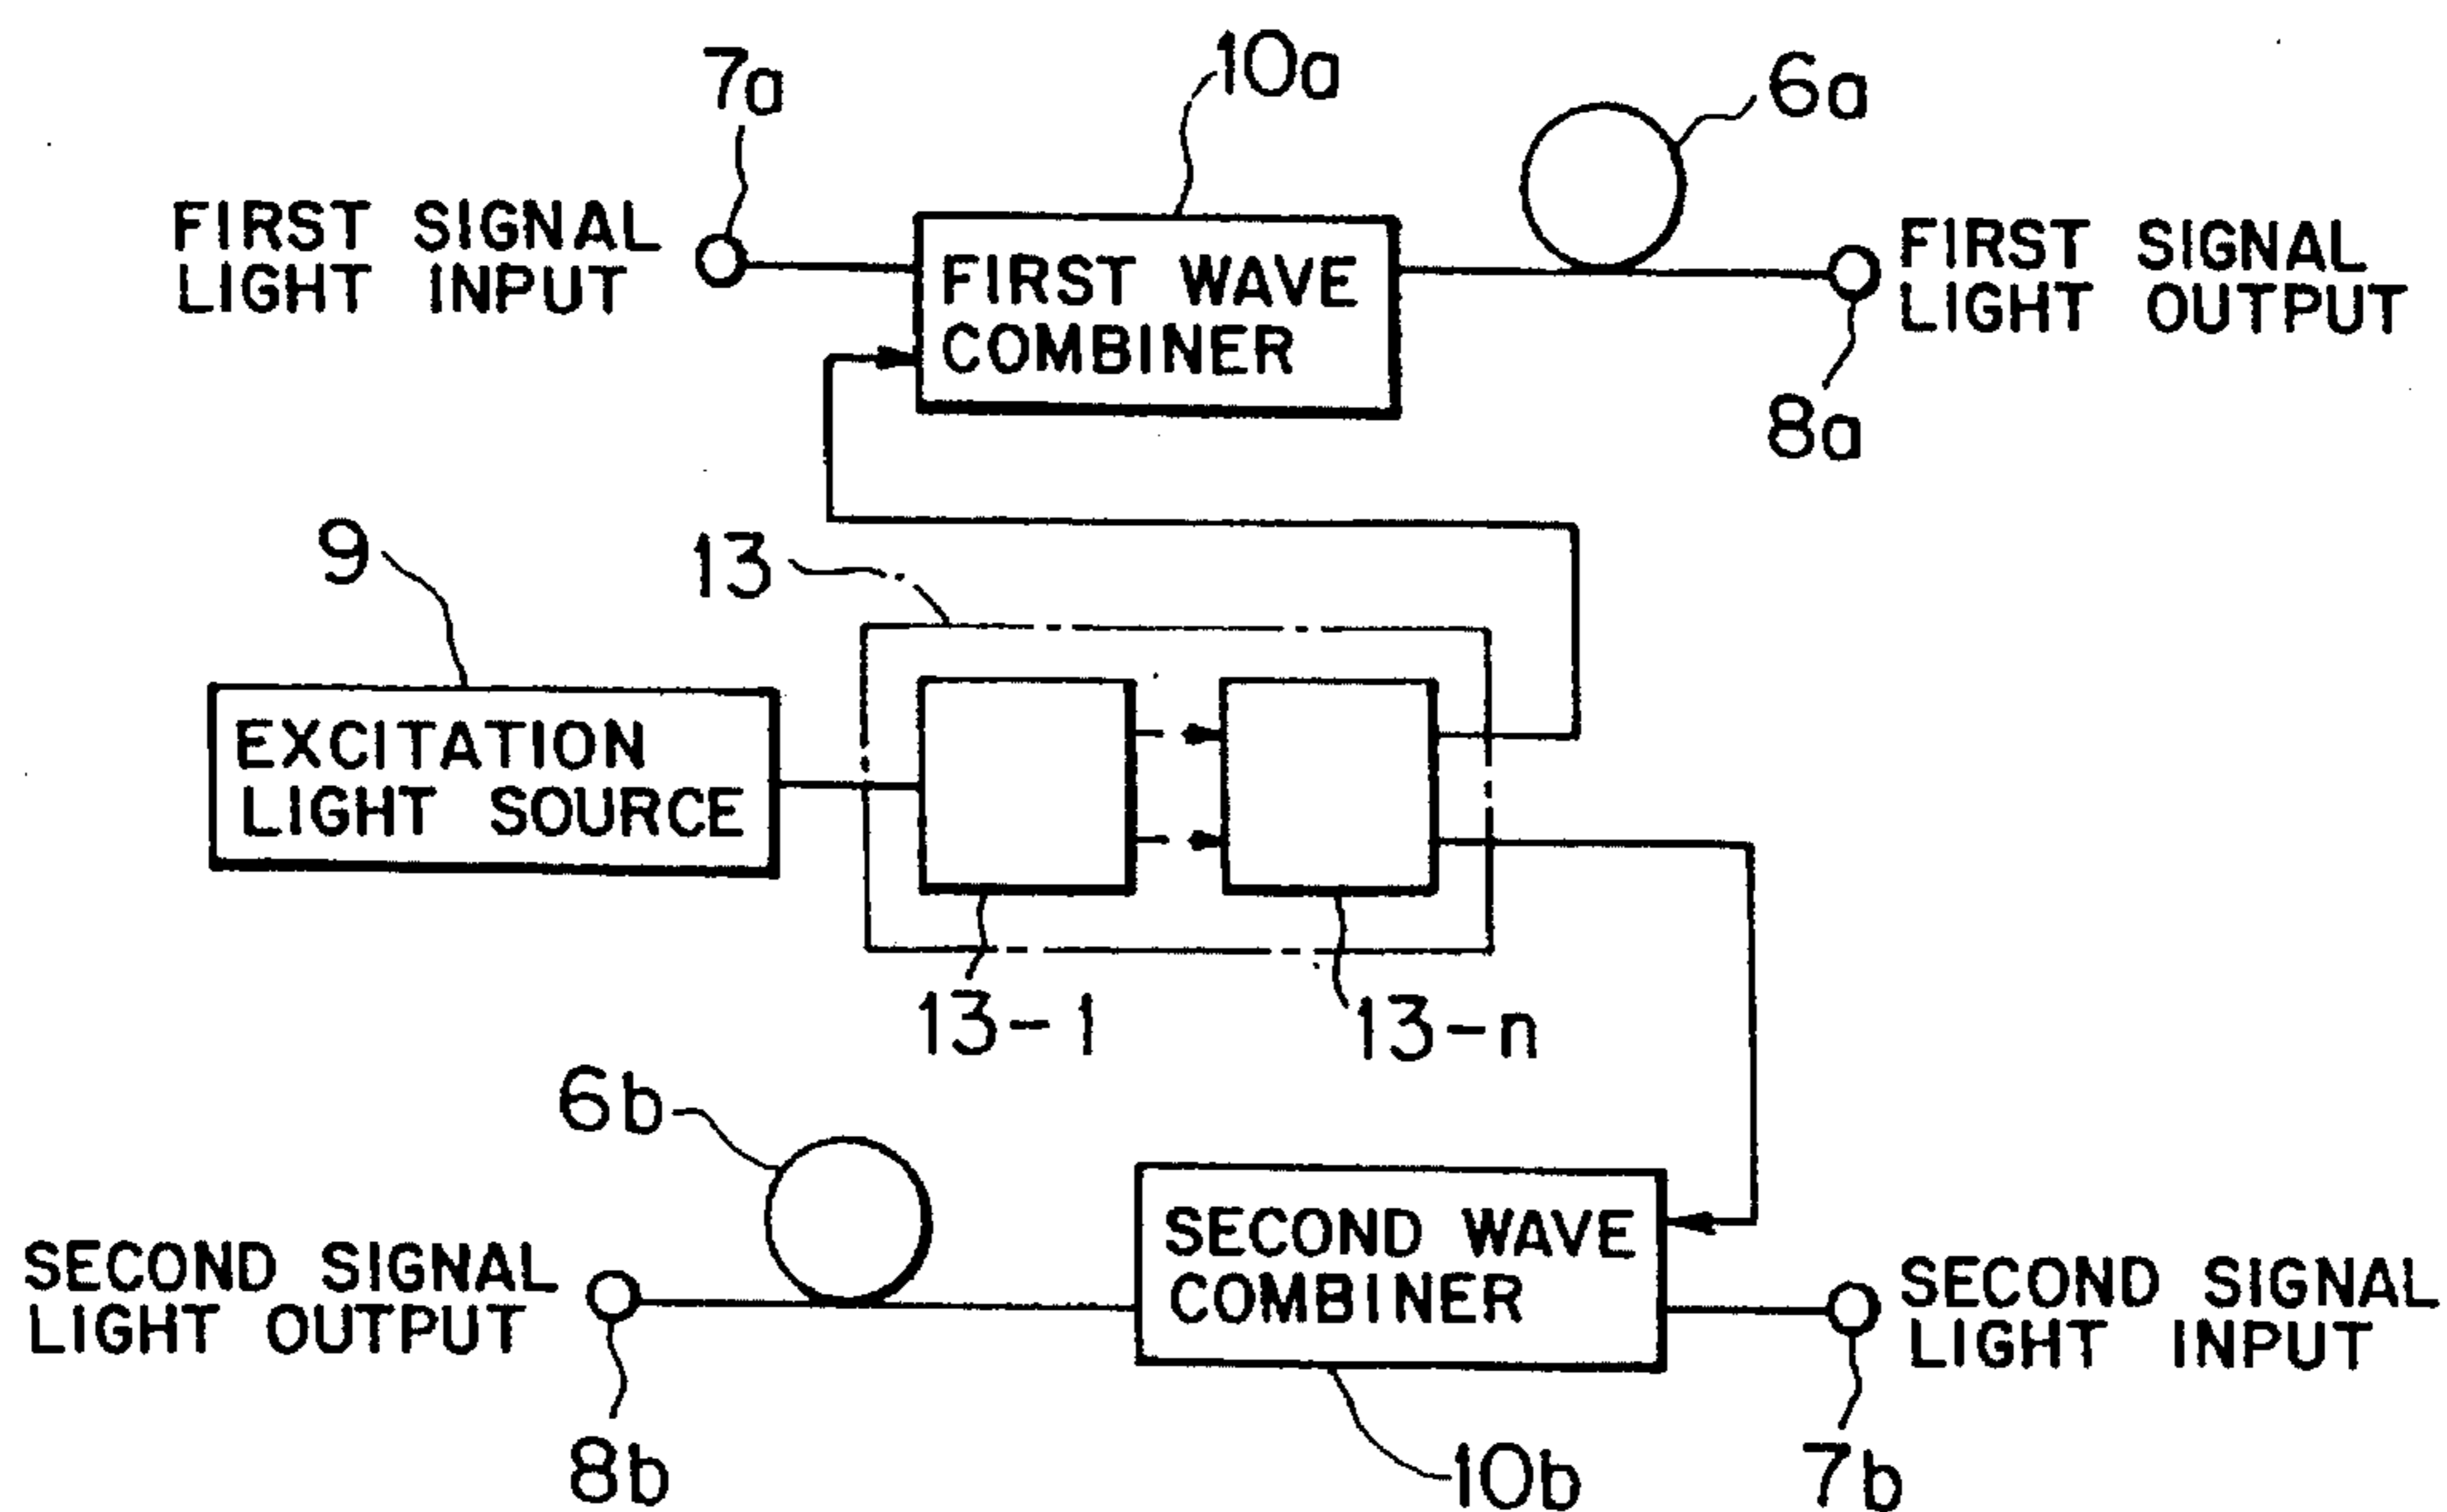 7a
10a
6a
FIRST SIGNAL
LIGHT INPUT
FIRST WAVE
COMBINER
FIRST SIGNAL
LIGHT OUTPUT
8a
9
13
EXCITATION
LIGHT SOURCE
13-1
13-n
6b
SECOND SIGNAL
LIGHT OUTPUT
SECOND WAVE
COMBINER
SECOND SIGNAL
LIGHT INPUT
8b
10b
7b